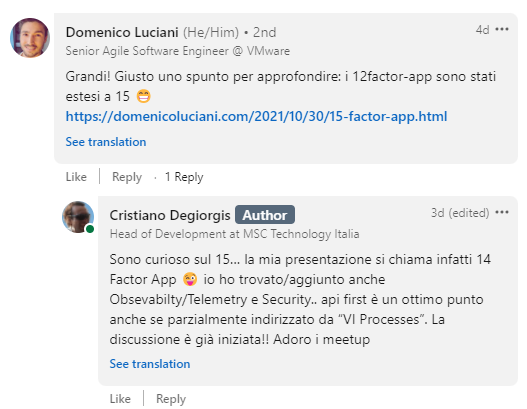 Domenico Luciani (He/Him) • 2nd
4d •••
Senior Agile Software Engineer @ VMware
Grandi! Giusto uno spunto per approfondire: i 12factor-app sono stati
estesi a 15 😁
https://domenicoluciani.com/2021/10/30/15-factor-app.html
See translation
Like | Reply · 1 Reply
Cristiano Degiorgis Author
3d (edited) •••
Head of Development at MSC Technology Italia
Sono curioso sul 15... la mia presentazione si chiama infatti 14
Factor App 😜 io ho trovato/aggiunto anche
Obsevabilty/Telemetry e Security.. api first è un ottimo punto
anche se parzialmente indirizzato da "VI Processes". La
discussione è già iniziata!! Adoro i meetup
See translation
Like | Reply